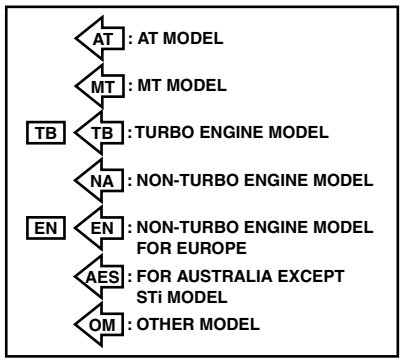 AT : AT MODEL
MT : MT MODEL
TB TB : TURBO ENGINE MODEL
NA : NON-TURBO ENGINE MODEL
EN EN : NON-TURBO ENGINE MODEL
FOR EUROPE
AES : FOR AUSTRALIA EXCEPT
STi MODEL
OM : OTHER MODEL